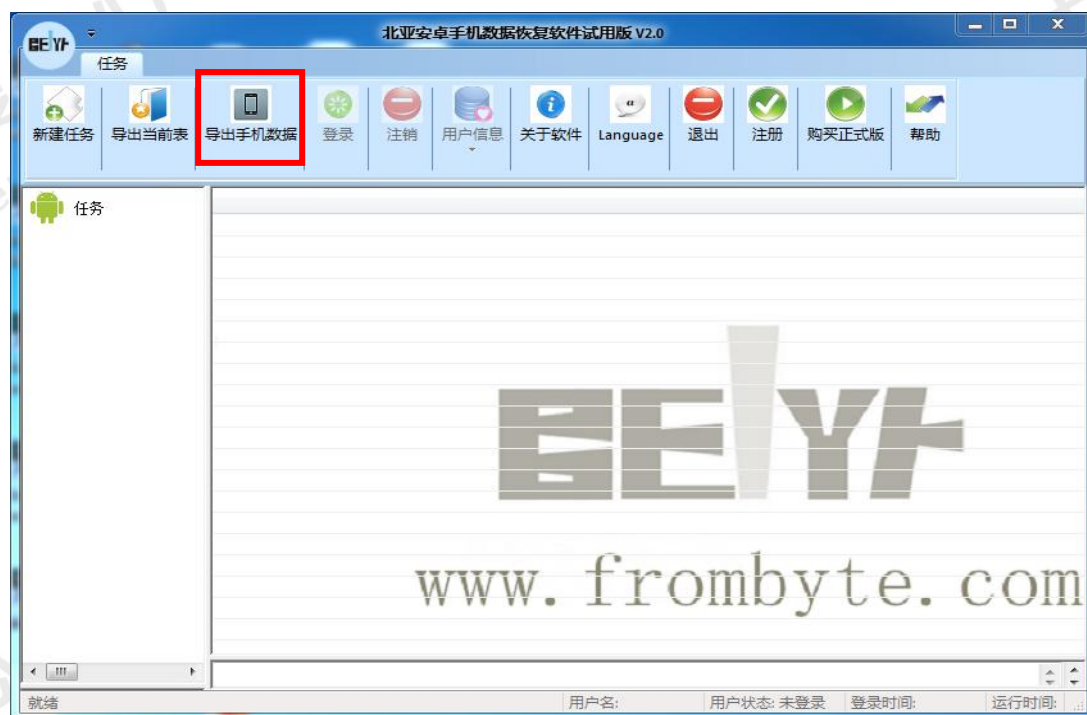 BEYF
北亚安卓手机数据恢复软件试用版 V2.0
任务
新建任务 导出当前表 导出手机数据 登录 注销 用户信息 关于软件 Language 退出 注册 购买正式版 帮助
任务
BEYF
www.frombyte.com
就绪 用户名: 用户状态: 未登录 登录时间: 运行时间: